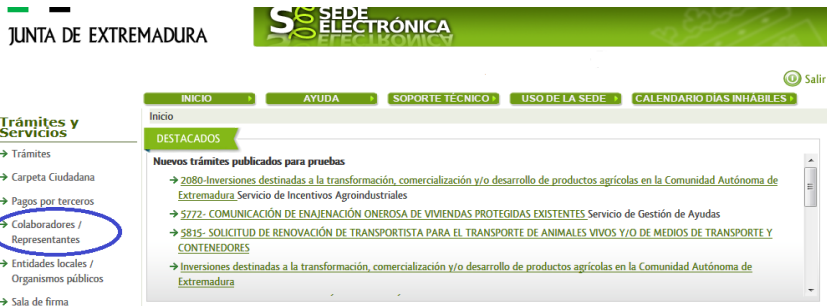 JUNTA DE EXTREMADURA
SEDE
ELECTRÓNICA
Salir
INICIO
AYUDA
SOPORTE TÉCNICO
USO DE LA SEDE
CALENDARIO DÍAS INHÁBILES
Trámites y
Servicios
Trámites
Carpeta Ciudadana
Pagos por terceros
Colaboradores /
Representantes
Entidades locales /
Organismos públicos
Sala de firma
Inicio
DESTACADOS
Nuevos trámites publicados para pruebas
2080-Inversiones destinadas a la transformación, comercialización y/o desarrollo de productos agrícolas en la Comunidad Autónoma de
Extremadura Servicio de Incentivos Agroindustriales
5772- COMUNICACIÓN DE ENAJENACIÓN ONEROSA DE VIVIENDAS PROTEGIDAS EXISTENTES Servicio de Gestión de Ayudas
5815- SOLICITUD DE RENOVACIÓN DE TRANSPORTISTA PARA EL TRANSPORTE DE ANIMALES VIVOS Y/O DE MEDIOS DE TRANSPORTE Y
CONTENEDORES
Inversiones destinadas a la transformación, comercialización y/o desarrollo de productos agrícolas en la Comunidad Autónoma de
Extremadura